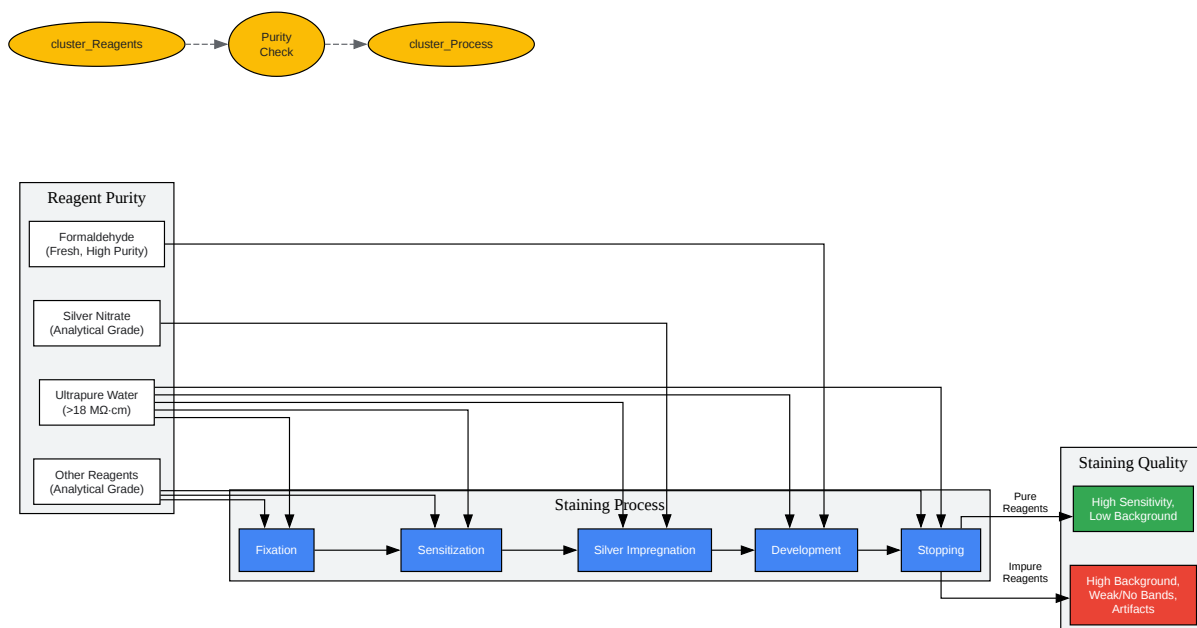 cluster_Reagents
Purity
Check
cluster_Process
Reagent Purity
Formaldehyde
(Fresh, High Purity)
Silver Nitrate
(Analytical Grade)
Ultrapure Water
(>18 MΩ·cm)
Other Reagents
(Analytical Grade)
Staining Process
Fixation
Sensitization
Silver Impregnation
Development
Stopping
Pure
Reagents
Impure
Reagents
Staining Quality
High Sensitivity,
Low Background
High Background,
Weak/No Bands,
Artifacts